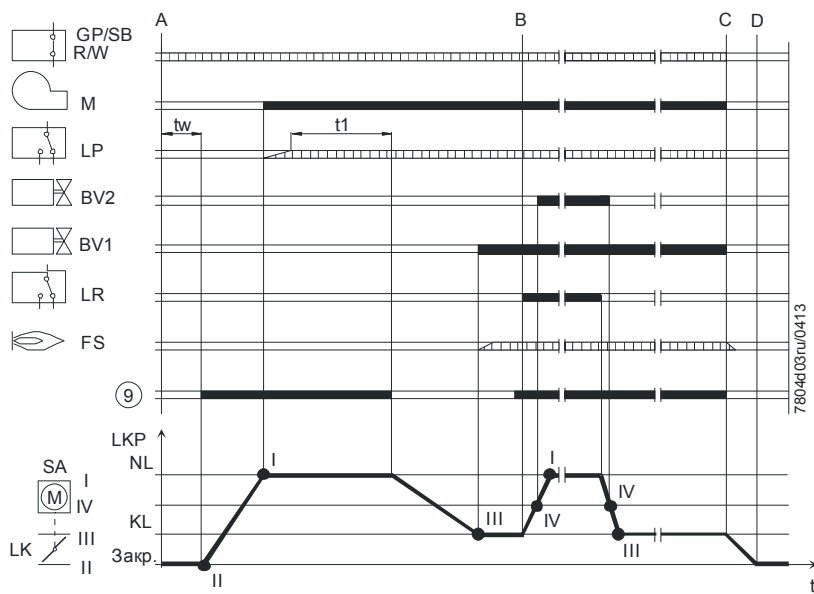 A B C D
GP/SB
R/W
M
tw t1
LP
BV2
BV1
LR
FS
9
7804d03ru/0413
LKP
NL I I
SA I
M IV IV IV
KL
LK III III III
Закр.
II II
t